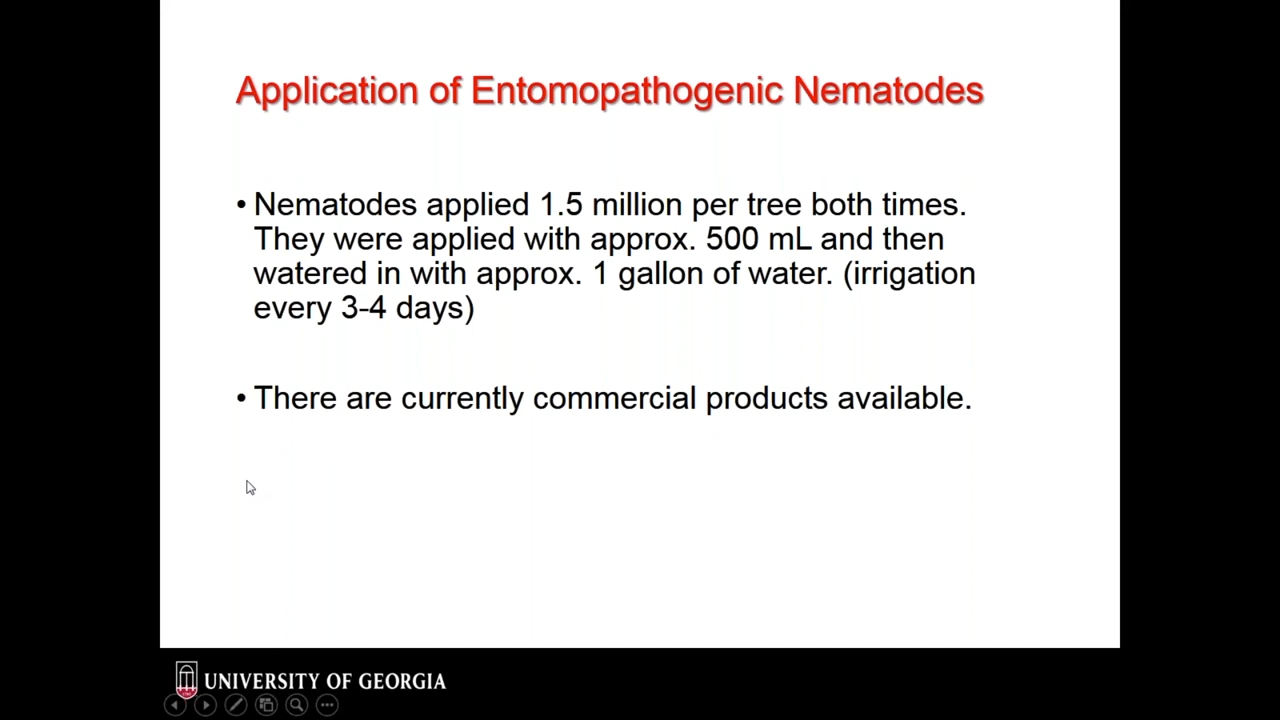 Application of Entomopathogenic Nematodes
• Nematodes applied 1.5 million per tree both times.
They were applied with approx. 500 mL and then
watered in with approx. 1 gallon of water. (irrigation
every 3-4 days)
• There are currently commercial products available.
UNIVERSITY OF GEORGIA